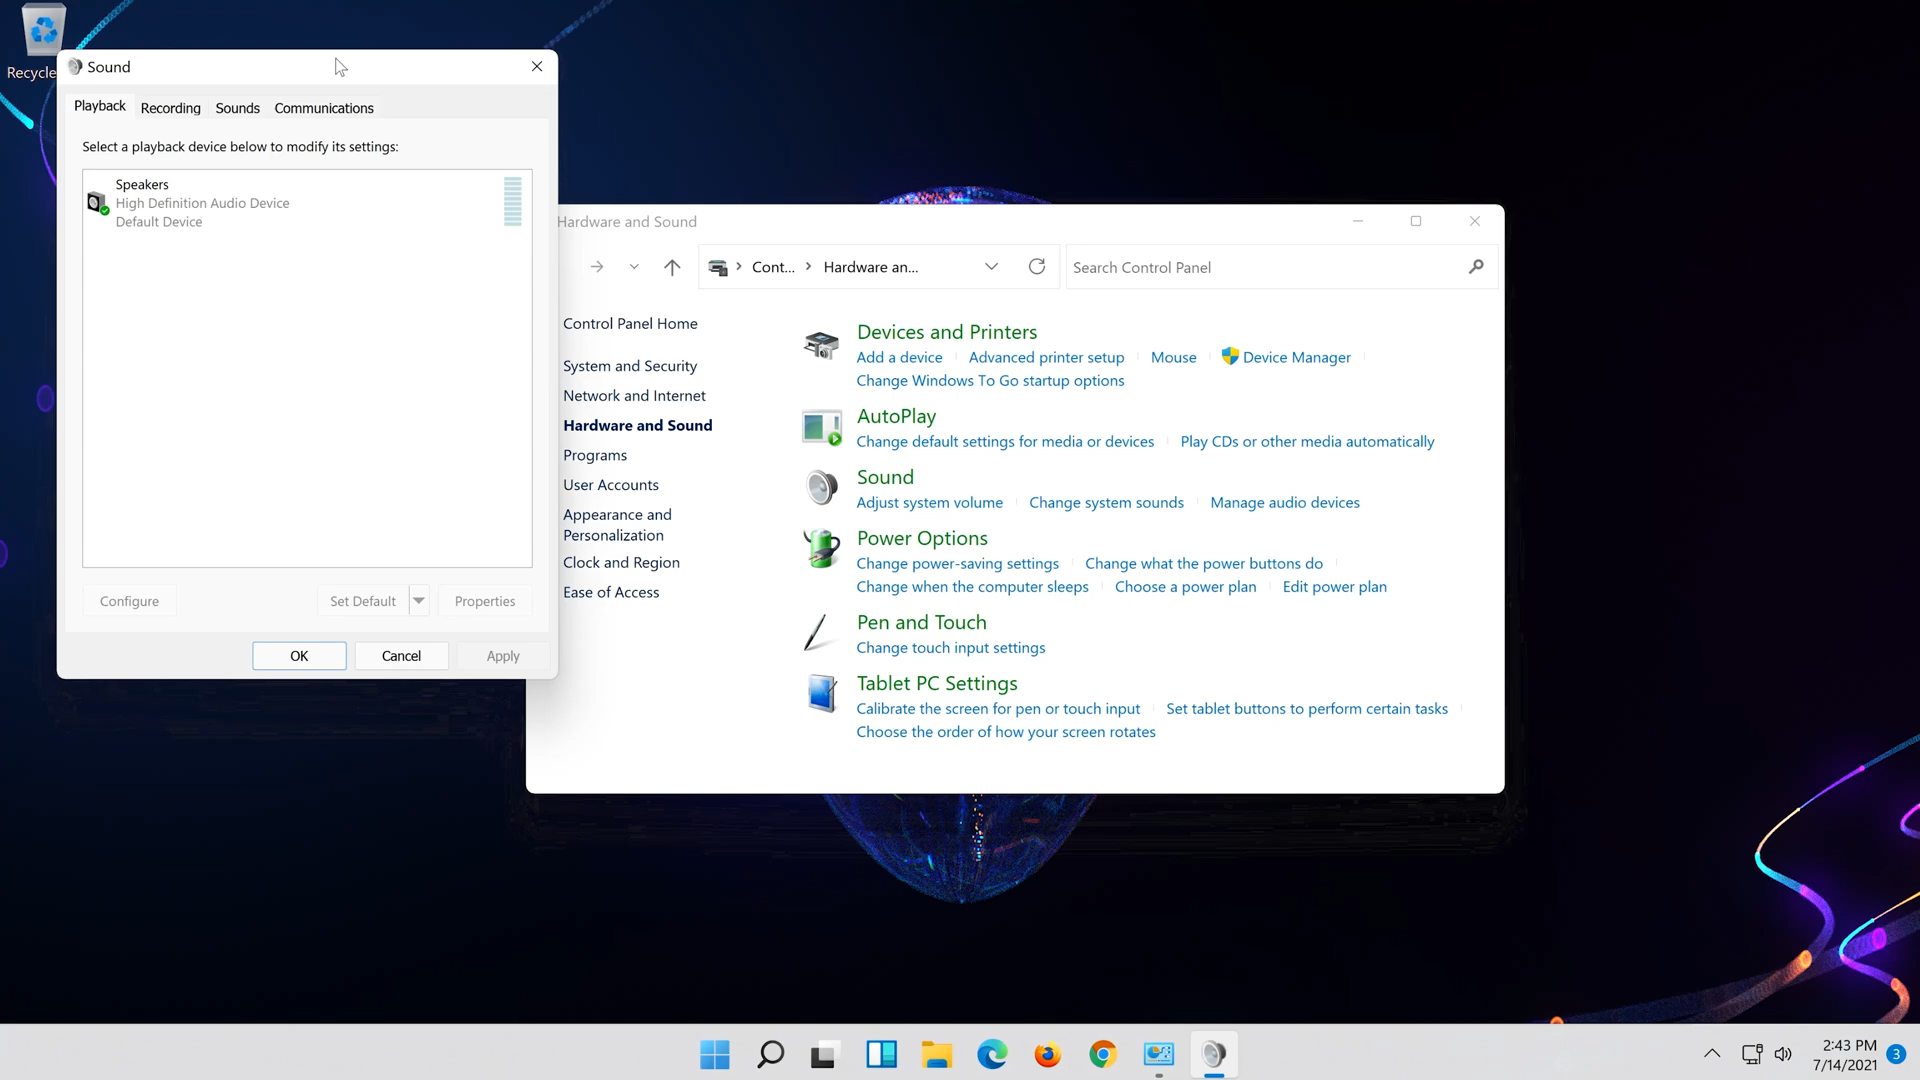 Recycle
Sound
Playback
Recording
Sounds
Communications
Select a playback device below to modify its settings:
Speakers
High Definition Audio Device
Default Device
Configure
Set Default
Properties
OK
Cancel
Apply
Hardware and Sound
Cont...
Hardware an...
Search Control Panel
Control Panel Home
System and Security
Network and Internet
Hardware and Sound
Programs
User Accounts
Appearance and
Personalization
Clock and Region
Ease of Access
Devices and Printers
Add a device
Advanced printer setup
Mouse
Device Manager
Change Windows To Go startup options
AutoPlay
Change default settings for media or devices
Play CDs or other media automatically
Sound
Adjust system volume
Change system sounds
Manage audio devices
Power Options
Change power-saving settings
Change what the power buttons do
Change when the computer sleeps
Choose a power plan
Edit power plan
Pen and Touch
Change touch input settings
Tablet PC Settings
Calibrate the screen for pen or touch input
Set tablet buttons to perform certain tasks
Choose the order of how your screen rotates
2:43 PM
7/14/2021
3